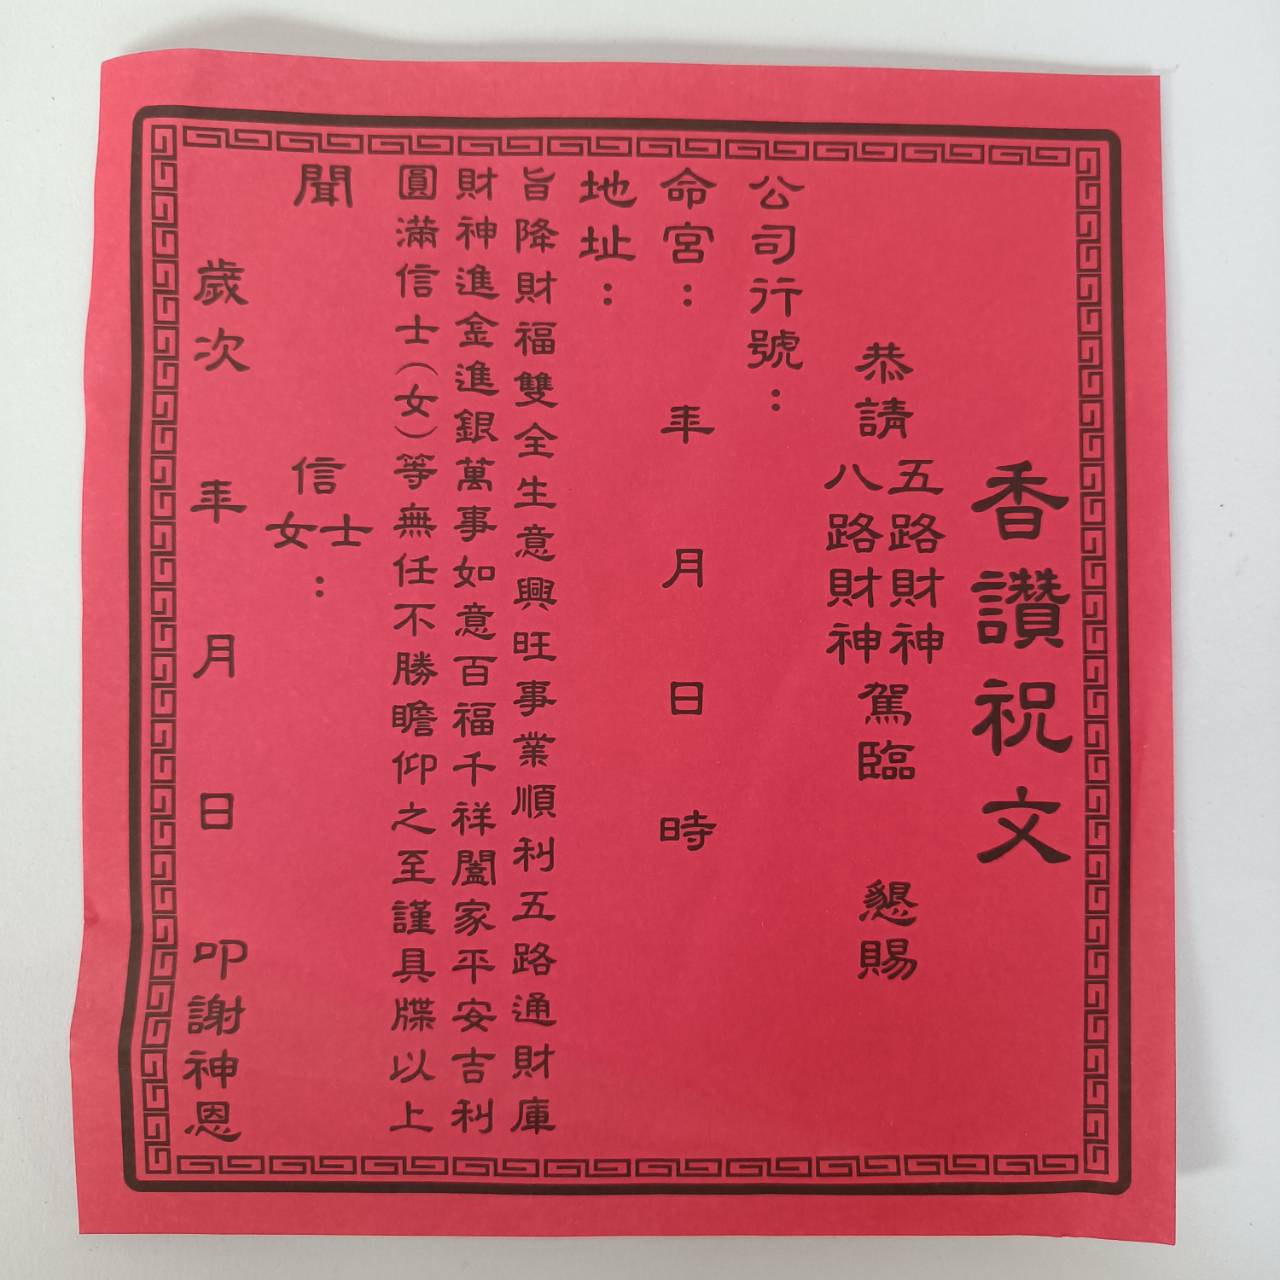 香讚祝文
恭請 五路財神 八路財神 駕臨 懇賜
公司行號：
命宮： 年 月 日 時
地址：
旨降財福雙全生意興旺事業順利五路通財庫
財神進金進銀萬事如意百福千祥闔家平安吉利
圓滿信士（女）等無任不勝瞻仰之至謹具牒以上
聞
信士女：
歲次 年 月 日 叩謝神恩